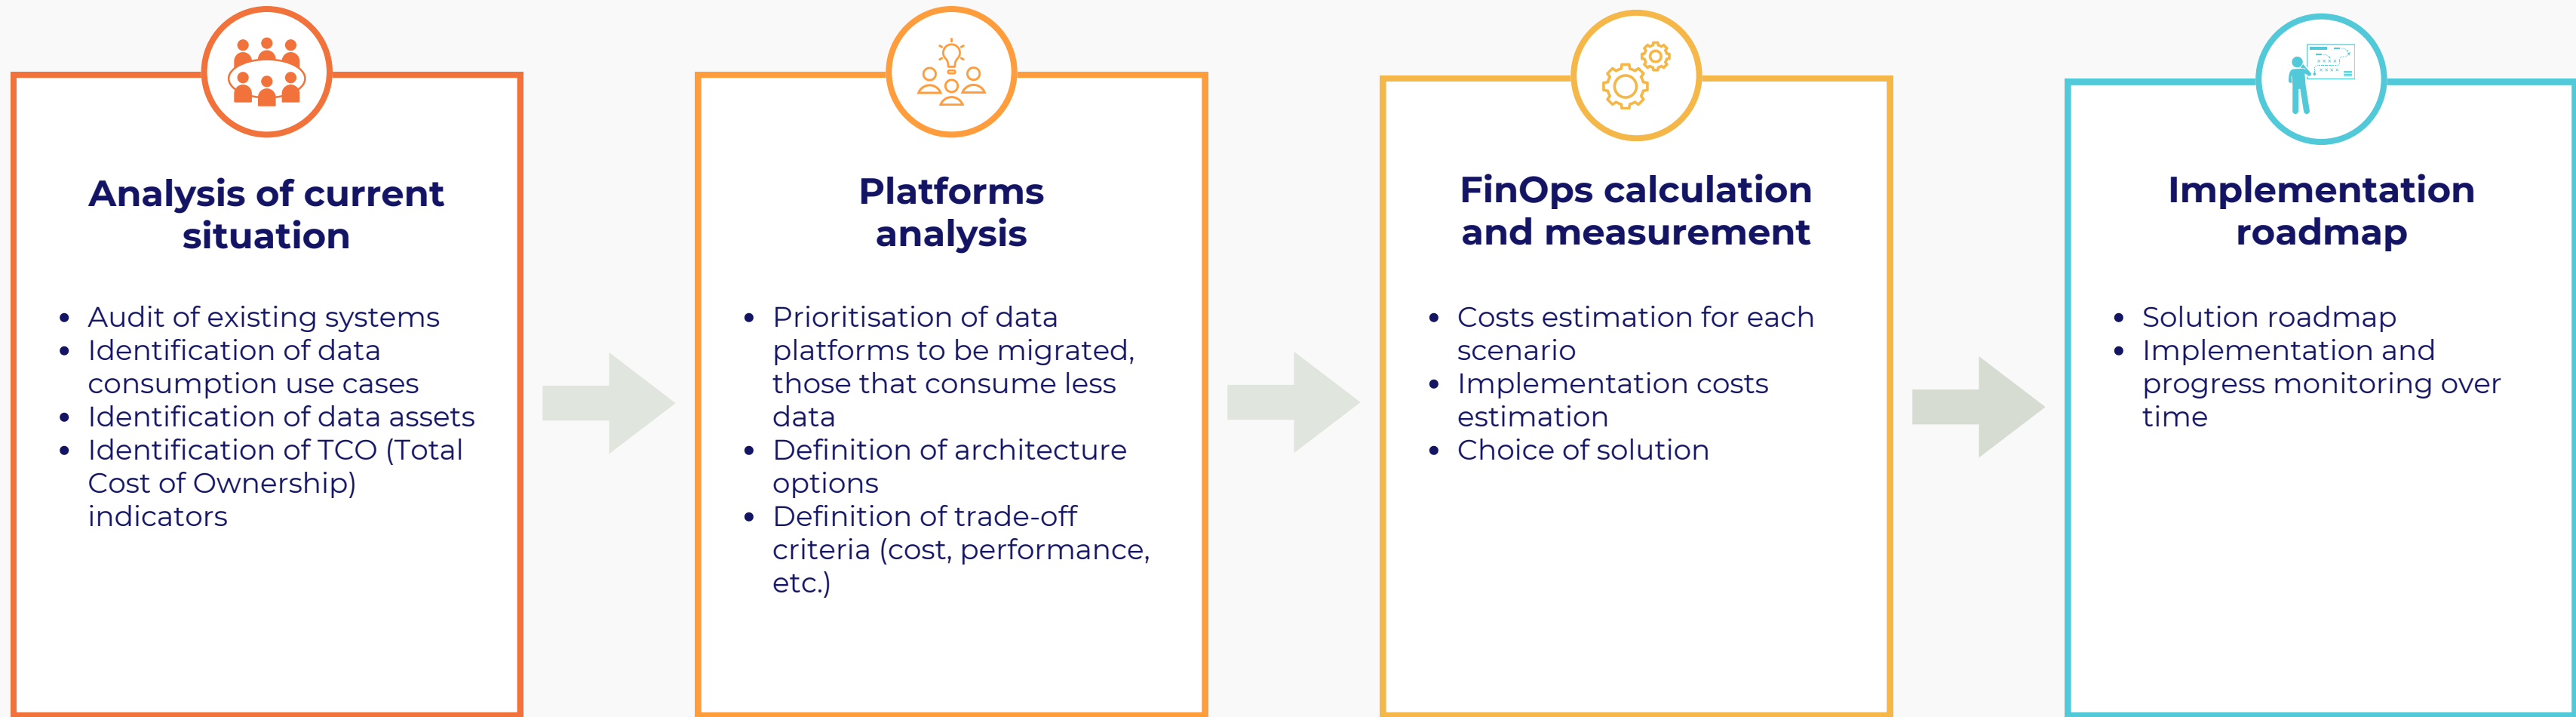 Analysis of current
situation
• Audit of existing systems
• Identification of data
consumption use cases
• Identification of data assets
• Identification of TCO (Total
Cost of Ownership)
indicators
Platforms
analysis
• Prioritisation of data
platforms to be migrated,
those that consume less
data
• Definition of architecture
options
• Definition of trade-off
criteria (cost, performance,
etc.)
FinOps calculation
and measurement
• Costs estimation for each
scenario
• Implementation costs
estimation
• Choice of solution
Implementation
roadmap
• Solution roadmap
• Implementation and
progress monitoring over
time